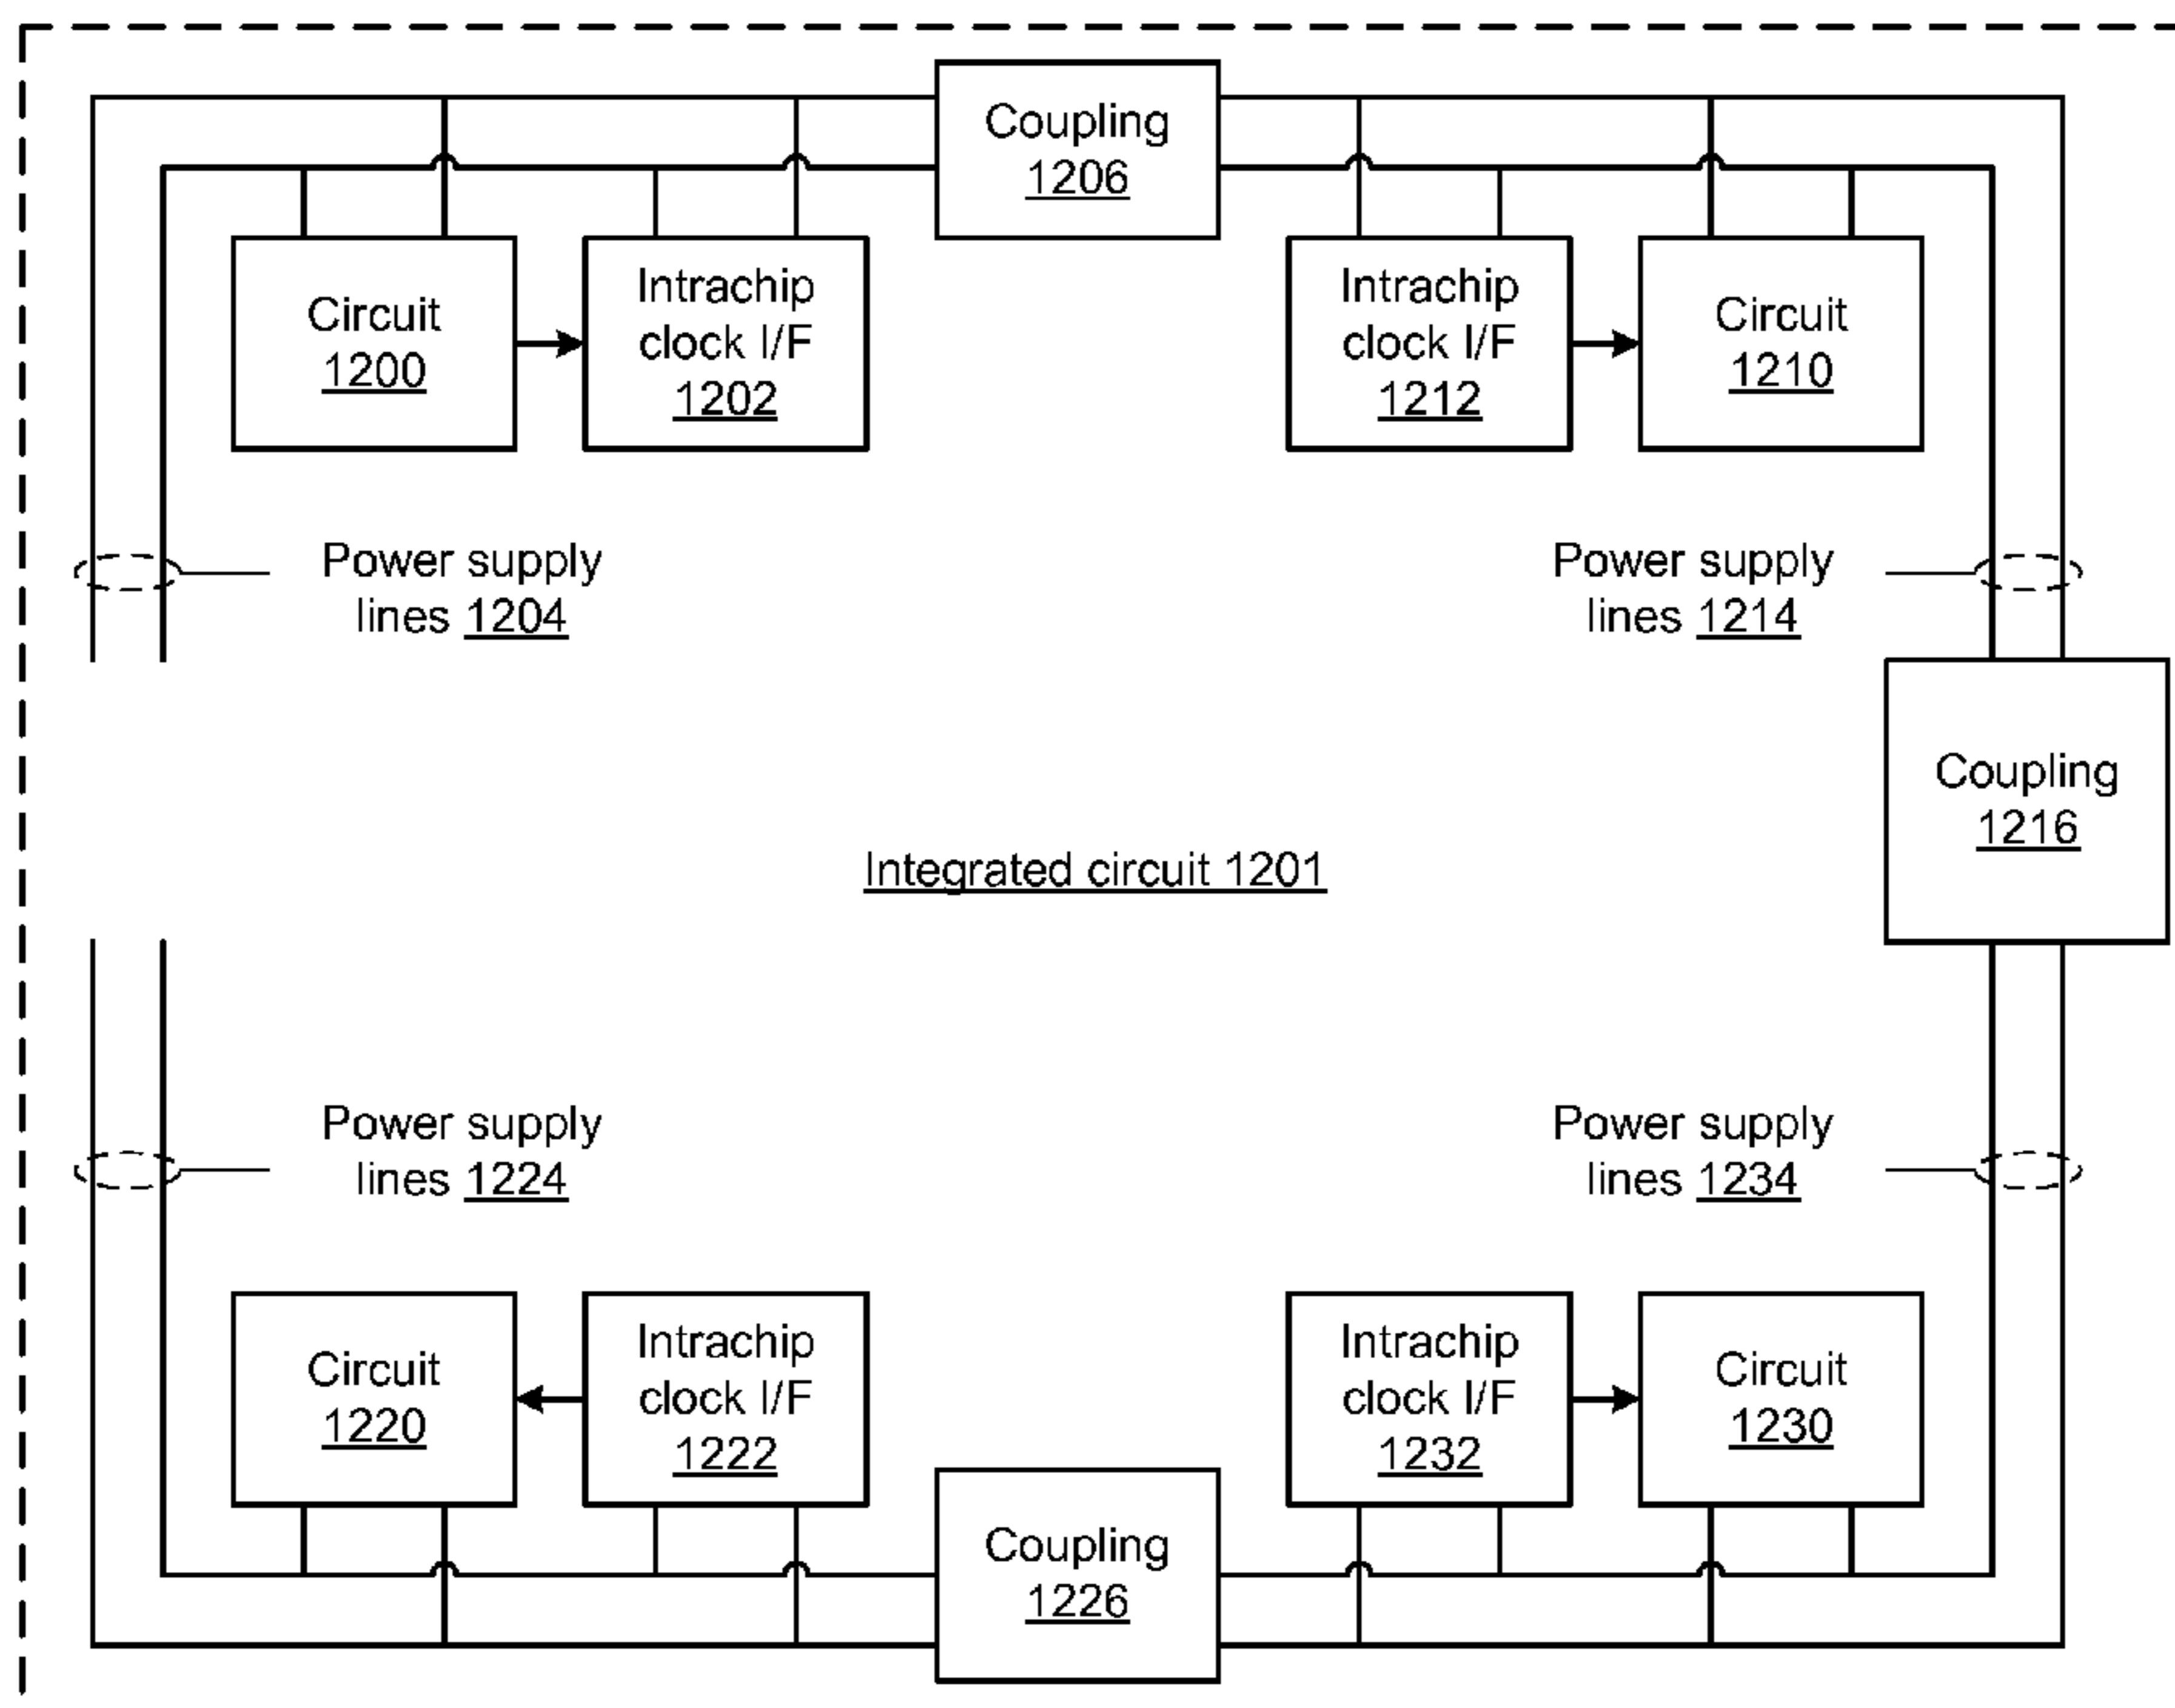 Coupling
1206
Circuit
1200
Intrachip
clock I/F
1202
Intrachip
clock I/F
1212
Circuit
1210
Power supply
lines 1204
Power supply
lines 1214
Coupling
1216
Integrated circuit 1201
Power supply
lines 1224
Power supply
lines 1234
Circuit
1220
Intrachip
clock I/F
1222
Intrachip
clock I/F
1232
Circuit
1230
Coupling
1226